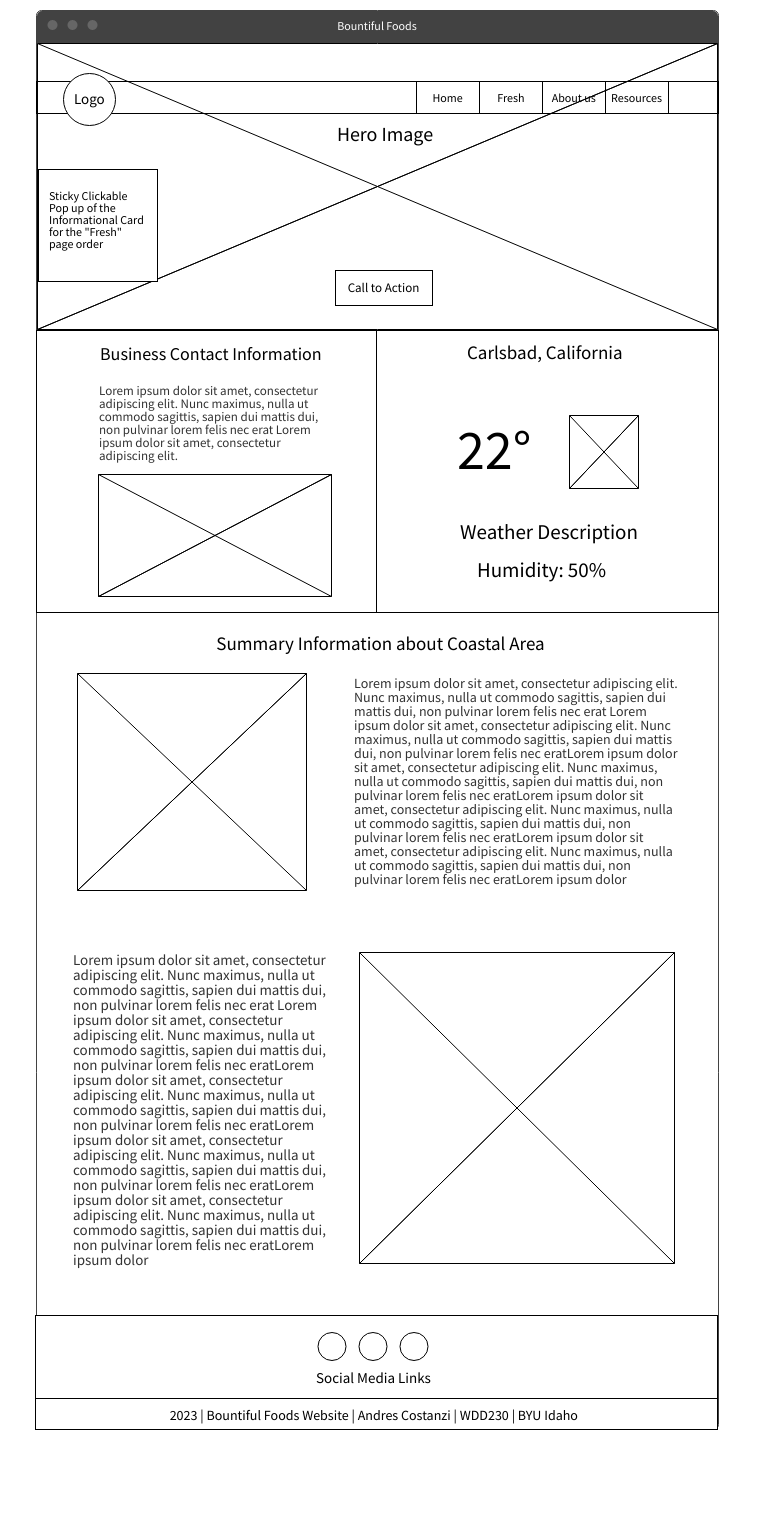 Bountiful Foods
Logo
Home
Fresh
About us
Resources
Hero Image
Sticky Clickable
Pop up of the
Informational Card
for the "Fresh"
page order
Call to Action
Business Contact Information
Lorem ipsum dolor sit amet, consectetur
adipiscing elit. Nunc maximus, nulla ut
commodo sagittis, sapien dui mattis dui,
non pulvinar lorem felis nec erat Lorem
ipsum dolor sit amet, consectetur
adipiscing elit.
Carlsbad, California
22°
Weather Description
Humidity: 50%
Summary Information about Coastal Area
Lorem ipsum dolor sit amet, consectetur adipiscing elit.
Nunc maximus, nulla ut commodo sagittis, sapien dui
mattis dui, non pulvinar lorem felis nec erat Lorem
ipsum dolor sit amet, consectetur adipiscing elit. Nunc
maximus, nulla ut commodo sagittis, sapien dui mattis
dui, non pulvinar lorem felis nec eratLorem ipsum dolor
sit amet, consectetur adipiscing elit. Nunc maximus,
nulla ut commodo sagittis, sapien dui mattis dui, non
pulvinar lorem felis nec eratLorem ipsum dolor sit
amet, consectetur adipiscing elit. Nunc maximus, nulla
ut commodo sagittis, sapien dui mattis dui, non
pulvinar lorem felis nec eratLorem ipsum dolor sit
amet, consectetur adipiscing elit. Nunc maximus, nulla
ut commodo sagittis, sapien dui mattis dui, non
pulvinar lorem felis nec eratLorem ipsum dolor
Lorem ipsum dolor sit amet, consectetur
adipiscing elit. Nunc maximus, nulla ut
commodo sagittis, sapien dui mattis dui,
non pulvinar lorem felis nec erat Lorem
ipsum dolor sit amet, consectetur
adipiscing elit. Nunc maximus, nulla ut
commodo sagittis, sapien dui mattis dui,
non pulvinar lorem felis nec eratLorem
ipsum dolor sit amet, consectetur
adipiscing elit. Nunc maximus, nulla ut
commodo sagittis, sapien dui mattis dui,
non pulvinar lorem felis nec eratLorem
ipsum dolor sit amet, consectetur
adipiscing elit. Nunc maximus, nulla ut
commodo sagittis, sapien dui mattis dui,
non pulvinar lorem felis nec eratLorem
ipsum dolor sit amet, consectetur
adipiscing elit. Nunc maximus, nulla ut
commodo sagittis, sapien dui mattis dui,
non pulvinar lorem felis nec eratLorem
ipsum dolor
Social Media Links
2023 | Bountiful Foods Website | Andres Costanzi | WDD230 | BYU Idaho